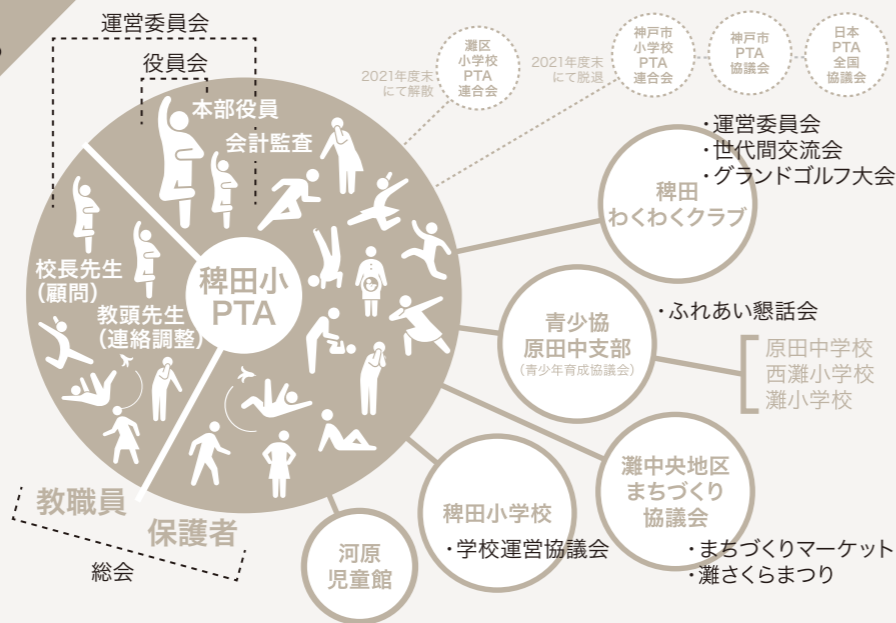 運営委員会
役員会
本部役員
会計監査
校長先生
(顧問)
教頭先生
(連絡調整)
稗田小
PTA
教職員
保護者
総会
2021年度末
にて解散
灘区
小学校
PTA
連合会
2021年度末
にて脱退
神戸市
小学校
PTA
連合会
神戸市
PTA
協議会
日本
PTA
全国
協議会
稗田
わくわくクラブ
・運営委員会
・世代間交流会
・グランドゴルフ大会
青少協
原田中支部
(青少年育成協議会)
・ふれあい懇話会
原田中学校
西灘小学校
灘小学校
灘中央地区
まちづくり
協議会
・まちづくりマーケット
・灘さくらまつり
稗田小学校
・学校運営協議会
河原
児童館